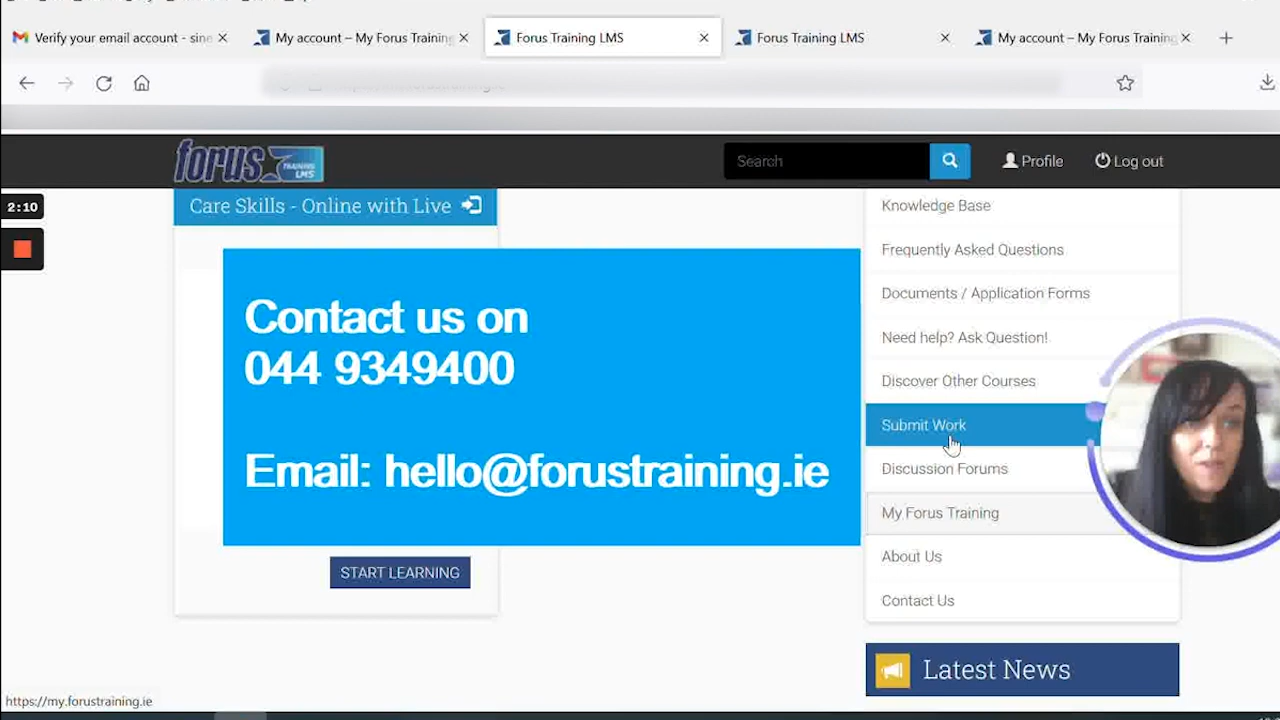 Verify your email account - sine
My account – My Forus Training
Forus Training LMS
Forus Training LMS
My account – My Forus Training
forus TRAINING LMS
Search
Profile
Log out
2:10
Care Skills - Online with Live
Contact us on
044 9349400
Email: hello@forustraining.ie
START LEARNING
Knowledge Base
Frequently Asked Questions
Documents / Application Forms
Need help? Ask Question!
Discover Other Courses
Submit Work
Discussion Forums
My Forus Training
About Us
Contact Us
Latest News
https://my.forustraining.ie